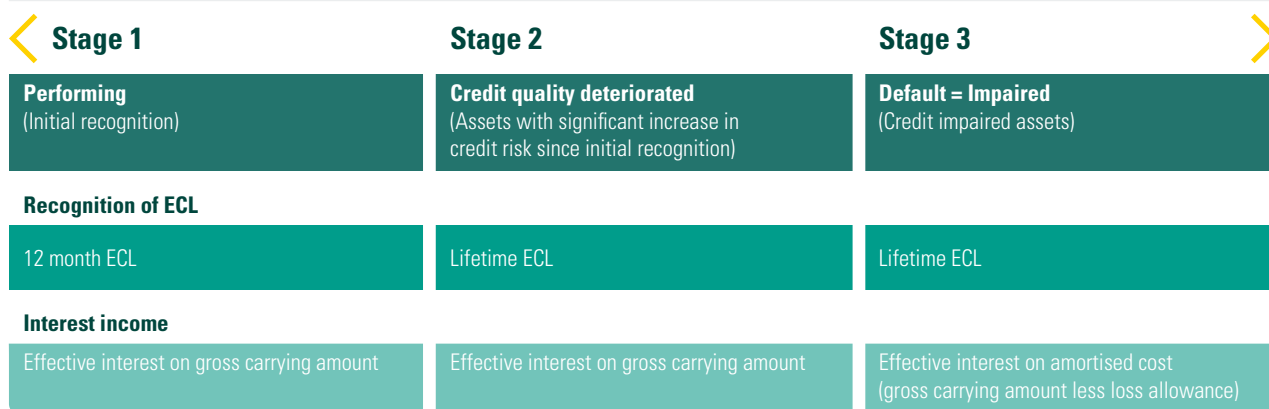 Stage 1
Stage 2
Stage 3
Performing
(Initial recognition)
Credit quality deteriorated
(Assets with significant increase in
credit risk since initial recognition)
Default = Impaired
(Credit impaired assets)
Recognition of ECL
12 month ECL
Lifetime ECL
Lifetime ECL
Interest income
Effective interest on gross carrying amount
Effective interest on gross carrying amount
Effective interest on amortised cost
(gross carrying amount less loss allowance)